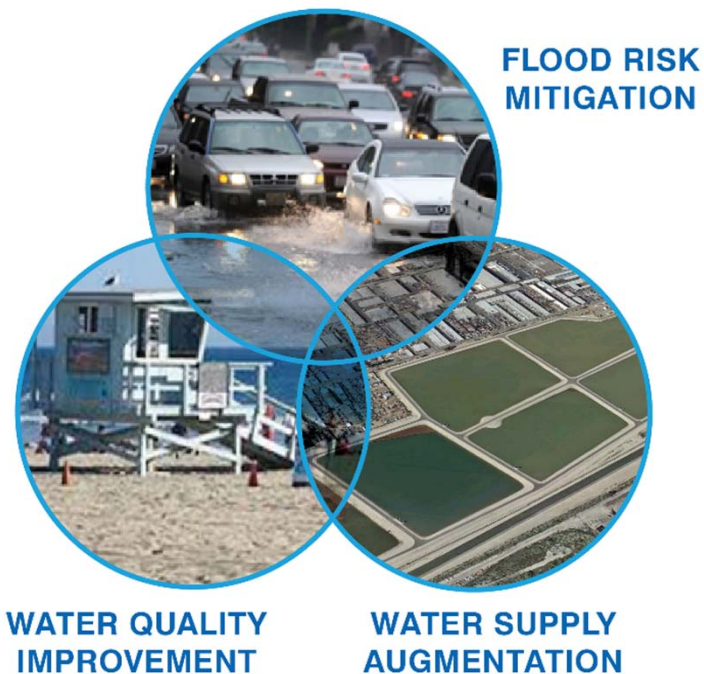 FLOOD RISK
MITIGATION
WATER QUALITY
IMPROVEMENT
WATER SUPPLY
AUGMENTATION